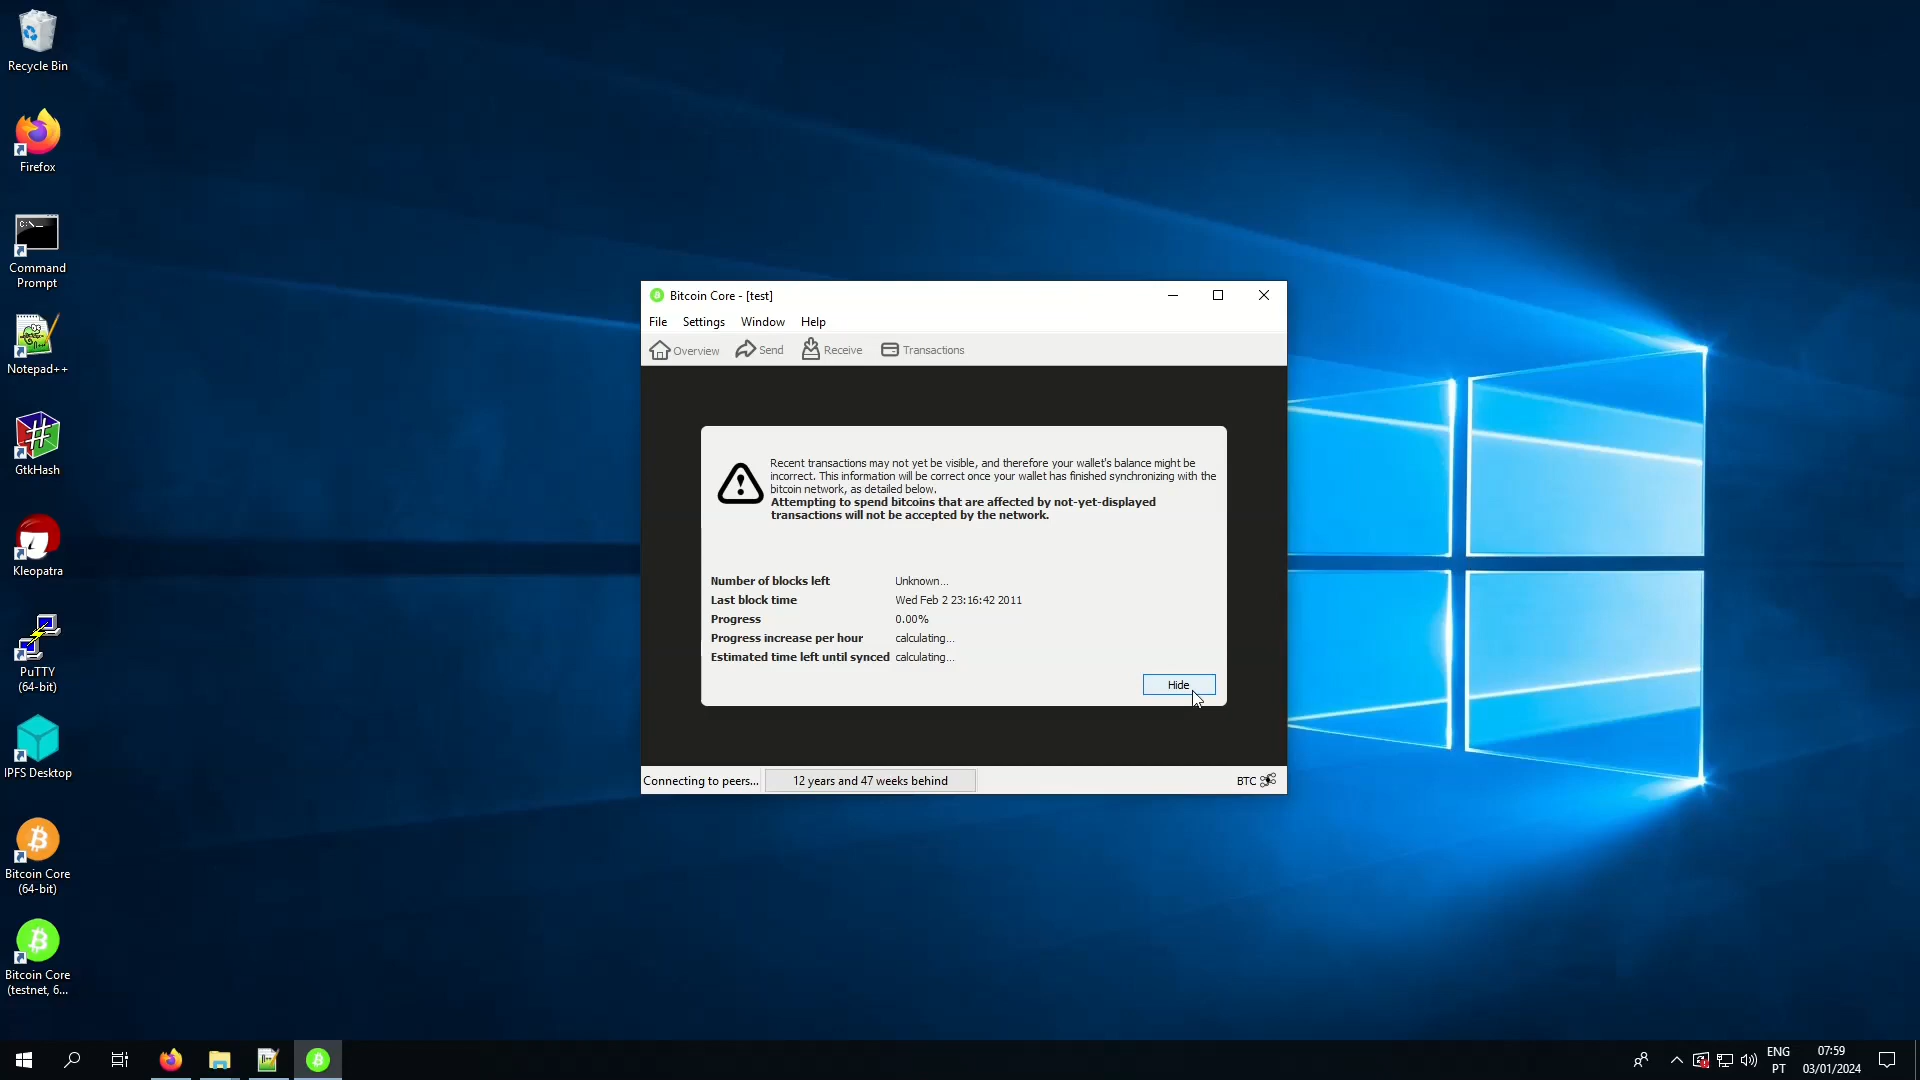 Recycle Bin
Firefox
Command
Prompt
Notepad++
GtkHash
Kleopatra
PuTTY
(64-bit)
IPFS Desktop
Bitcoin Core
(64-bit)
Bitcoin Core
(testnet, 6...
Bitcoin Core - [test]
File Settings Window Help
Overview Send Receive Transactions
Recent transactions may not yet be visible, and therefore your wallet's balance might be
incorrect. This information will be correct once your wallet has finished synchronizing with the
bitcoin network, as detailed below.
Attempting to spend bitcoins that are affected by not-yet-displayed
transactions will not be accepted by the network.
Number of blocks left Unknown...
Last block time Wed Feb 2 23:16:42 2011
Progress 0.00%
Progress increase per hour calculating...
Estimated time left until synced calculating...
Hide
Connecting to peers... 12 years and 47 weeks behind BTC
ENG 07:59
PT 03/01/2024